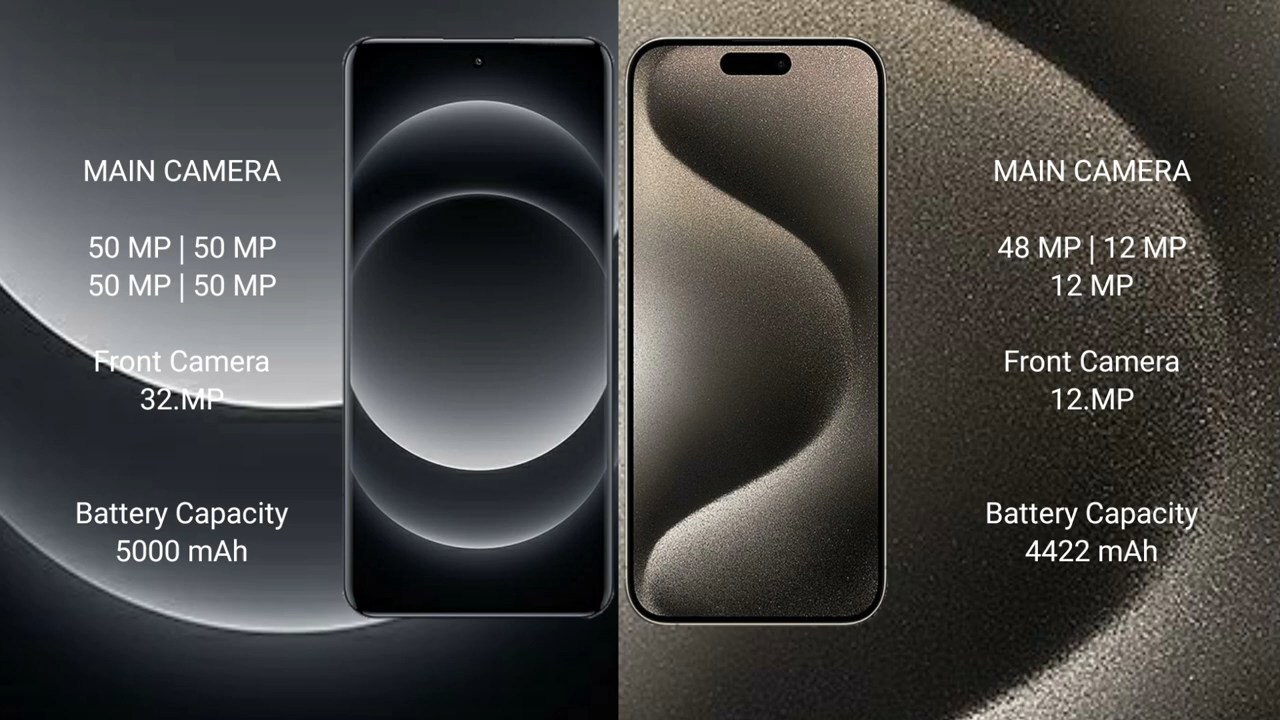 MAIN CAMERA
50 MP | 50 MP
50 MP | 50 MP
Front Camera
32.MP
Battery Capacity
5000 mAh
MAIN CAMERA
48 MP | 12 MP
12 MP
Front Camera
12.MP
Battery Capacity
4422 mAh